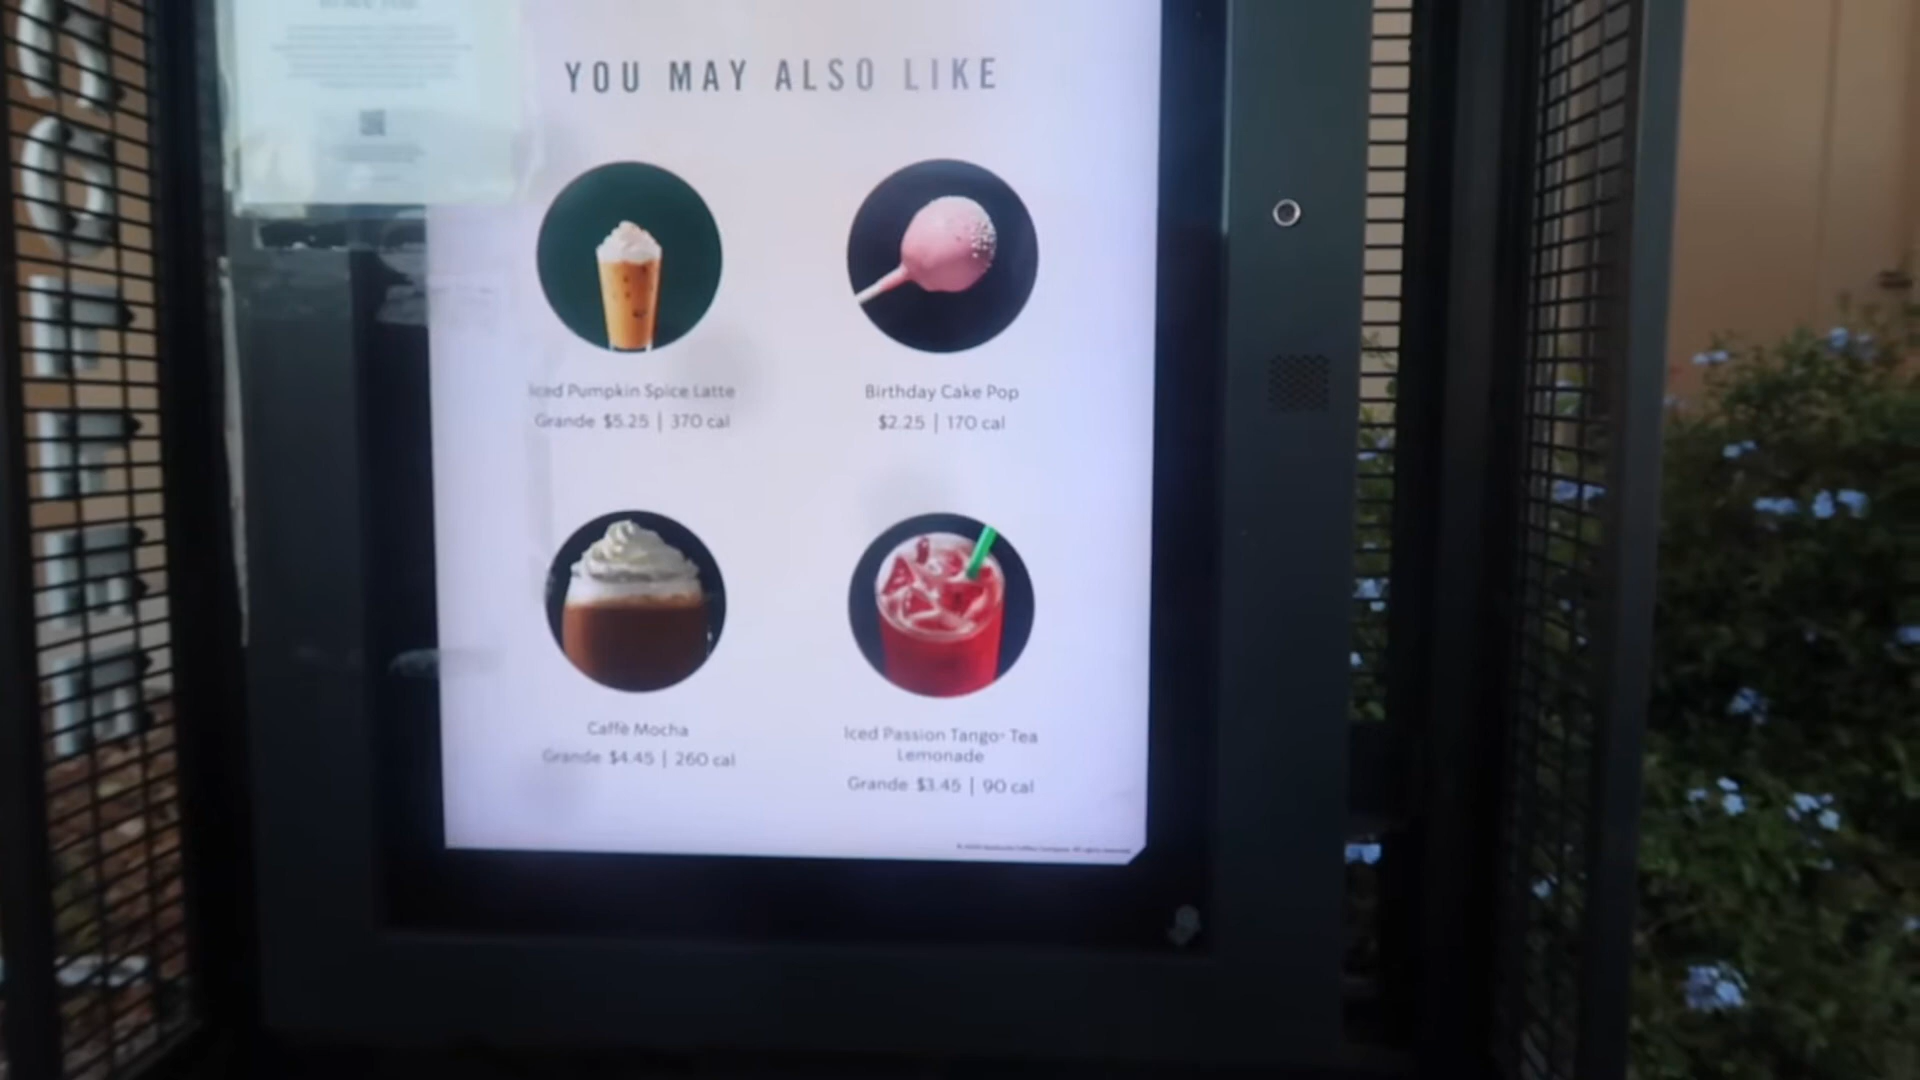 YOU MAY ALSO LIKE
Iced Pumpkin Spice Latte
Grande $5.25 | 370 cal
Birthday Cake Pop
$2.25 | 170 cal
Caffè Mocha
Grande $4.45 | 260 cal
Iced Passion Tango® Tea
Lemonade
Grande $3.45 | 90 cal
COFFEE